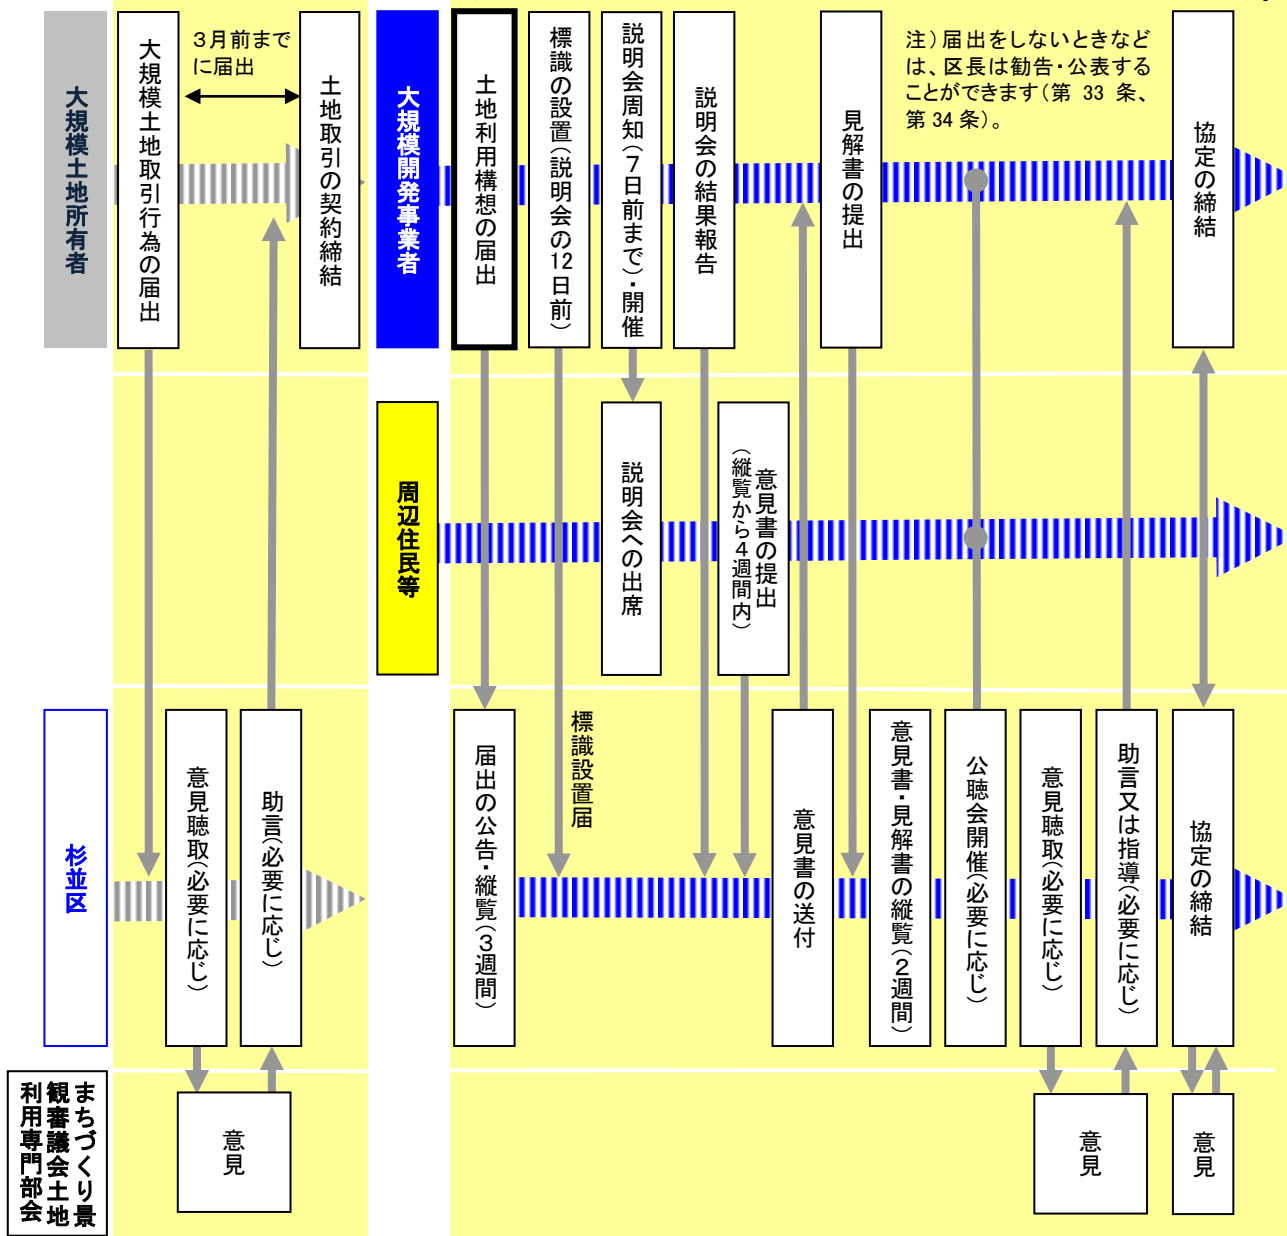 大規模土地所有者
大規模土地取引行為の届出
3月前まで
に届出
土地取引の契約締結
大規模開発事業者
土地利用構想の届出
標識の設置(説明会の12日前)
説明会周知(7日前まで)・開催
説明会の結果報告
見解書の提出
注)届出をしないときなど
は、区長は勧告・公表する
ことができます(第 33 条、
第 34 条)。
協定の締結
周辺住民等
説明会への出席
意見書の提出
(縦覧から4週間内)
杉並区
意見聴取(必要に応じ)
助言(必要に応じ)
届出の公告・縦覧(3週間)
標識設置届
意見書の送付
意見書・見解書の縦覧(2週間)
公聴会開催(必要に応じ)
意見聴取(必要に応じ)
助言又は指導(必要に応じ)
協定の締結
まちづくり景
観審議会土地
利用専門部会
意見
意見
意見